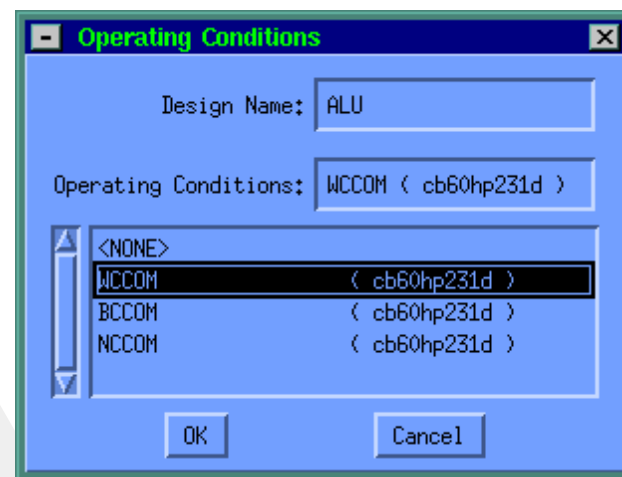 Operating Conditions
Design Name: ALU
Operating Conditions: WCCOM ( cb60hp231d )
<NONE>
WCCOM ( cb60hp231d )
BCCOM ( cb60hp231d )
NCCOM ( cb60hp231d )
OK Cancel